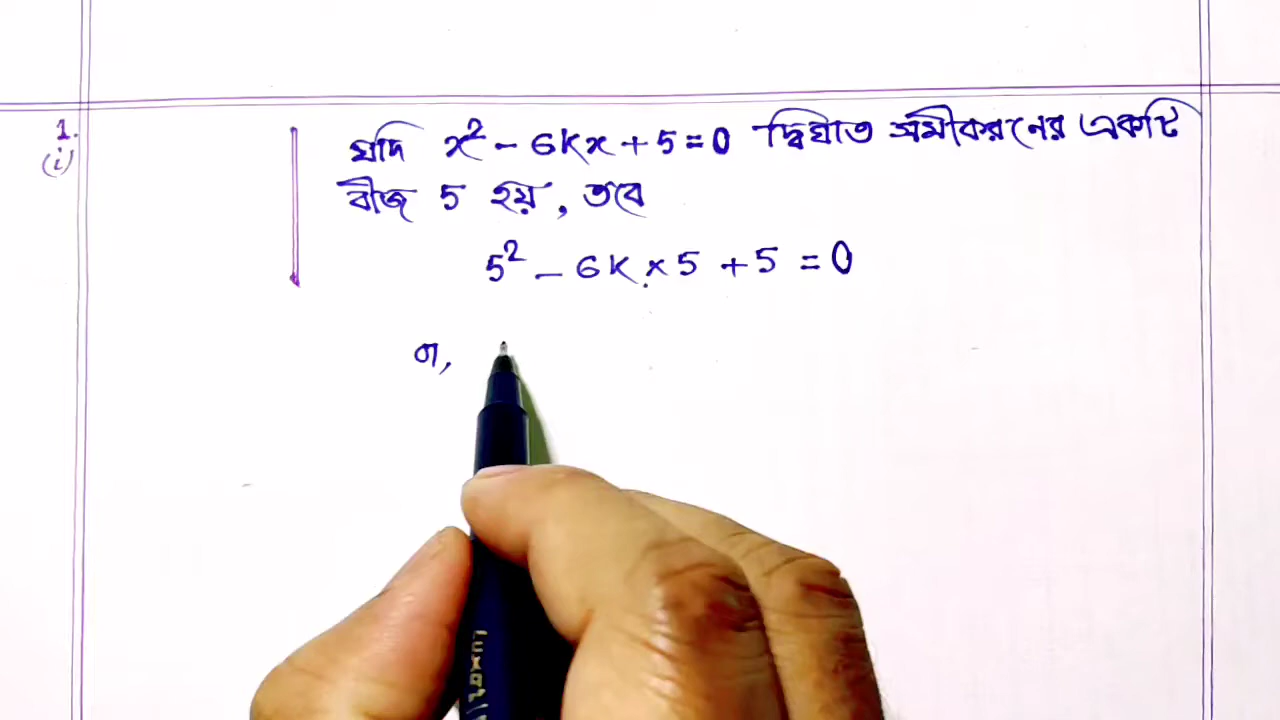 1.
(i)
যদি x² - 6kx + 5 = 0 দ্বিঘাত সমীকরণের একটি
বীজ 5 হয়, তবে
5² - 6k × 5 + 5 = 0
বা,